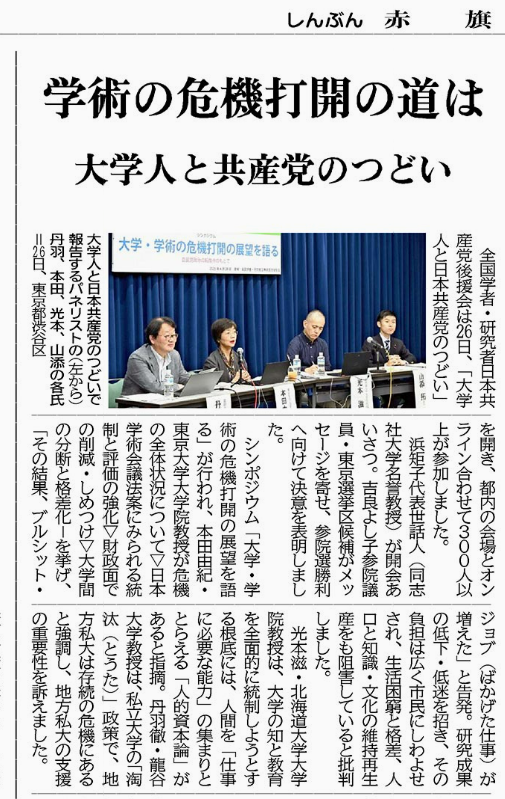 しんぶん 赤旗
学術の危機打開の道は
大学人と共産党のつどい
大学・学術の危機打開の展望を語る
大学人と日本共産党のつどいで
報告するパネリストの（左から）
丹羽、本田、光本、山添の各氏
＝26日、東京都渋谷区
全国学者・研究者日本共
産党後援会は26日、「大学
人と日本共産党のつどい」
を開き、都内の会場とオン
ライン合わせて３００人以
上が参加しました。
浜矩子代表世話人（同志
社大学名誉教授）が開会あ
いさつ。吉良よし子参院議
員・東京選挙区候補がメッ
セージを寄せ、参院選勝利
へ向けて決意を表明しまし
た。
シンポジウム「大学・学
術の危機打開の展望を語
る」が行われ、本田由紀・
東京大学大学院教授が危機
の全体状況について▽日本
学術会議法案にみられる統
制と評価の強化▽財政面で
の削減・しめつけ▽大学間
の分断と格差化―を挙げ、
「その結果、ブルシット・
ジョブ（ばかげた仕事）が
増えた」と告発。研究成果
の低下・低迷を招き、その
負担は広く市民にしわよせ
され、生活困窮と格差、人
口と知識・文化の維持再生
産をも阻害していると批判
しました。
光本滋・北海道大学大学
院教授は、大学の知と教育
を全面的に統制しようとす
る根底には、人間を「仕事
に必要な能力」の集まりと
とらえる「人的資本論」が
あると指摘。丹羽徹・龍谷
大学教授は、私立大学の「淘
汰（とうた）」政策で、地
方私大は存続の危機にある
と強調し、地方私大の支援
の重要性を訴えました。